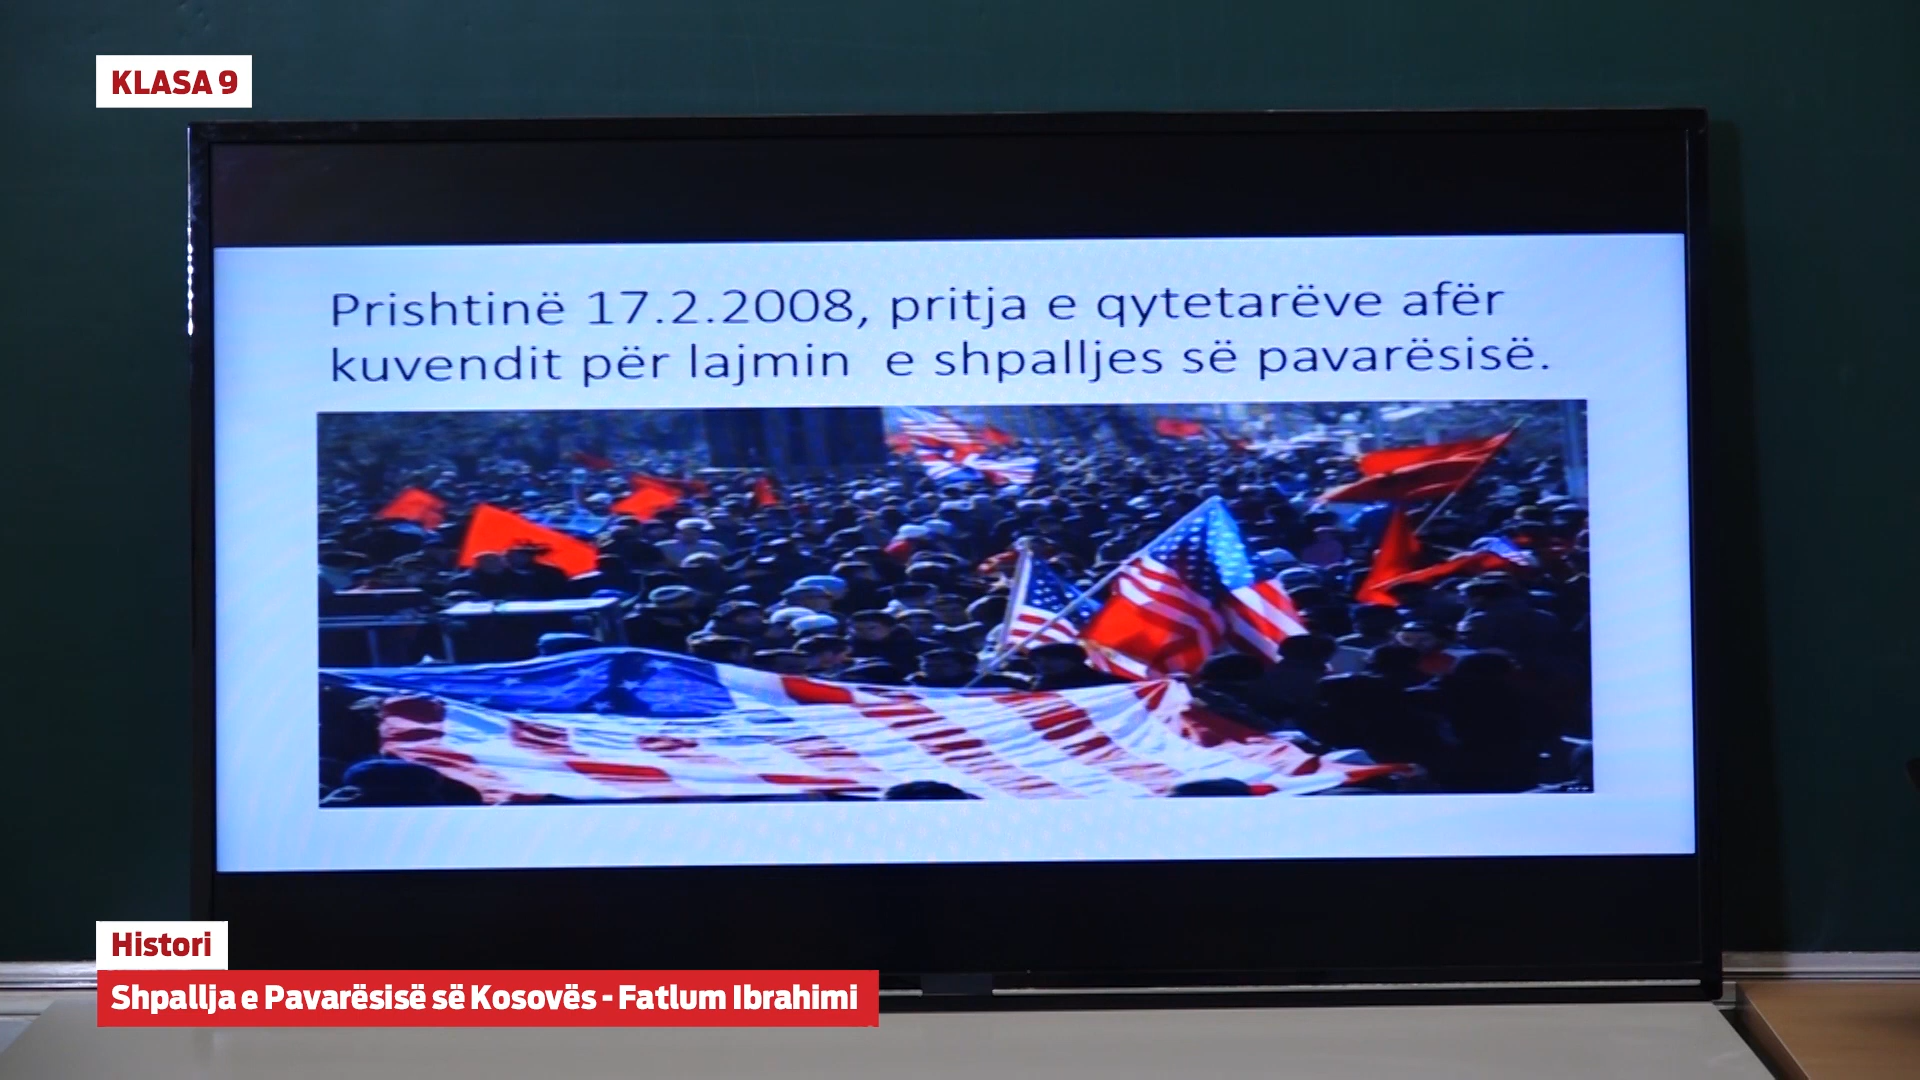 KLASA 9
Prishtinë 17.2.2008, pritja e qytetarëve afër
kuvendit për lajmin e shpalljes së pavarësisë.
Histori
Shpallja e Pavarësisë së Kosovës - Fatlum Ibrahimi